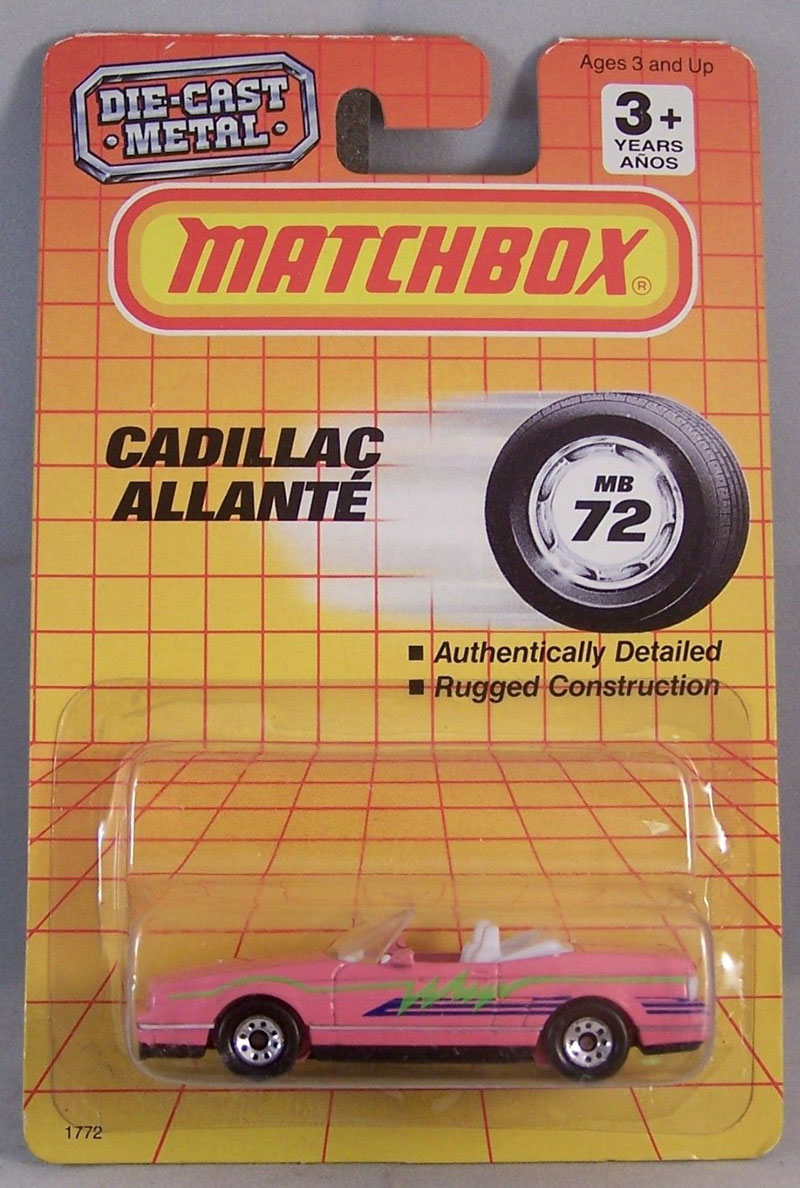 DIE-CAST
• METAL •
Ages 3 and Up
3+
YEARS
AÑOS
MATCHBOX®
CADILLAC
ALLANTÉ
MB
72
■ Authentically Detailed
■ Rugged Construction
1772